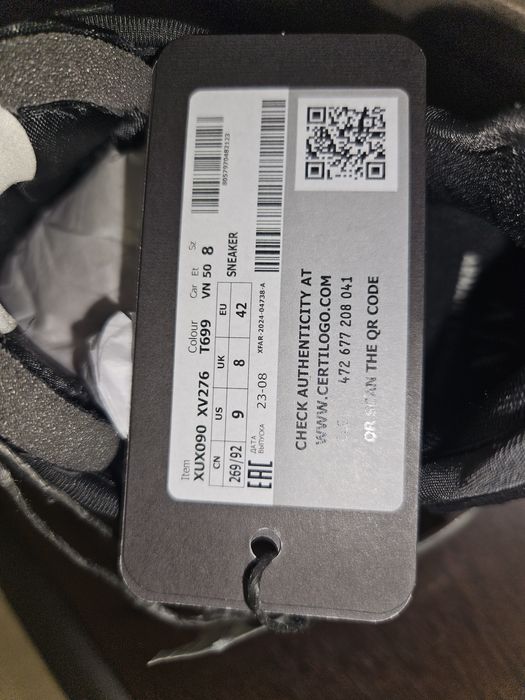 Item
Colour
Car
Et
Sz
XUX090 XV276 T699 VN 50 8
CN US UK EU SNEAKER
269/92 9 8 42
EAC ДАТА ВЫПУСКА 23-08 XFAR-2024-04738-A
8057970482123
CHECK AUTHENTICITY AT
WWW.CERTILOGO.COM
472 677 208 041
OR SCAN THE QR CODE